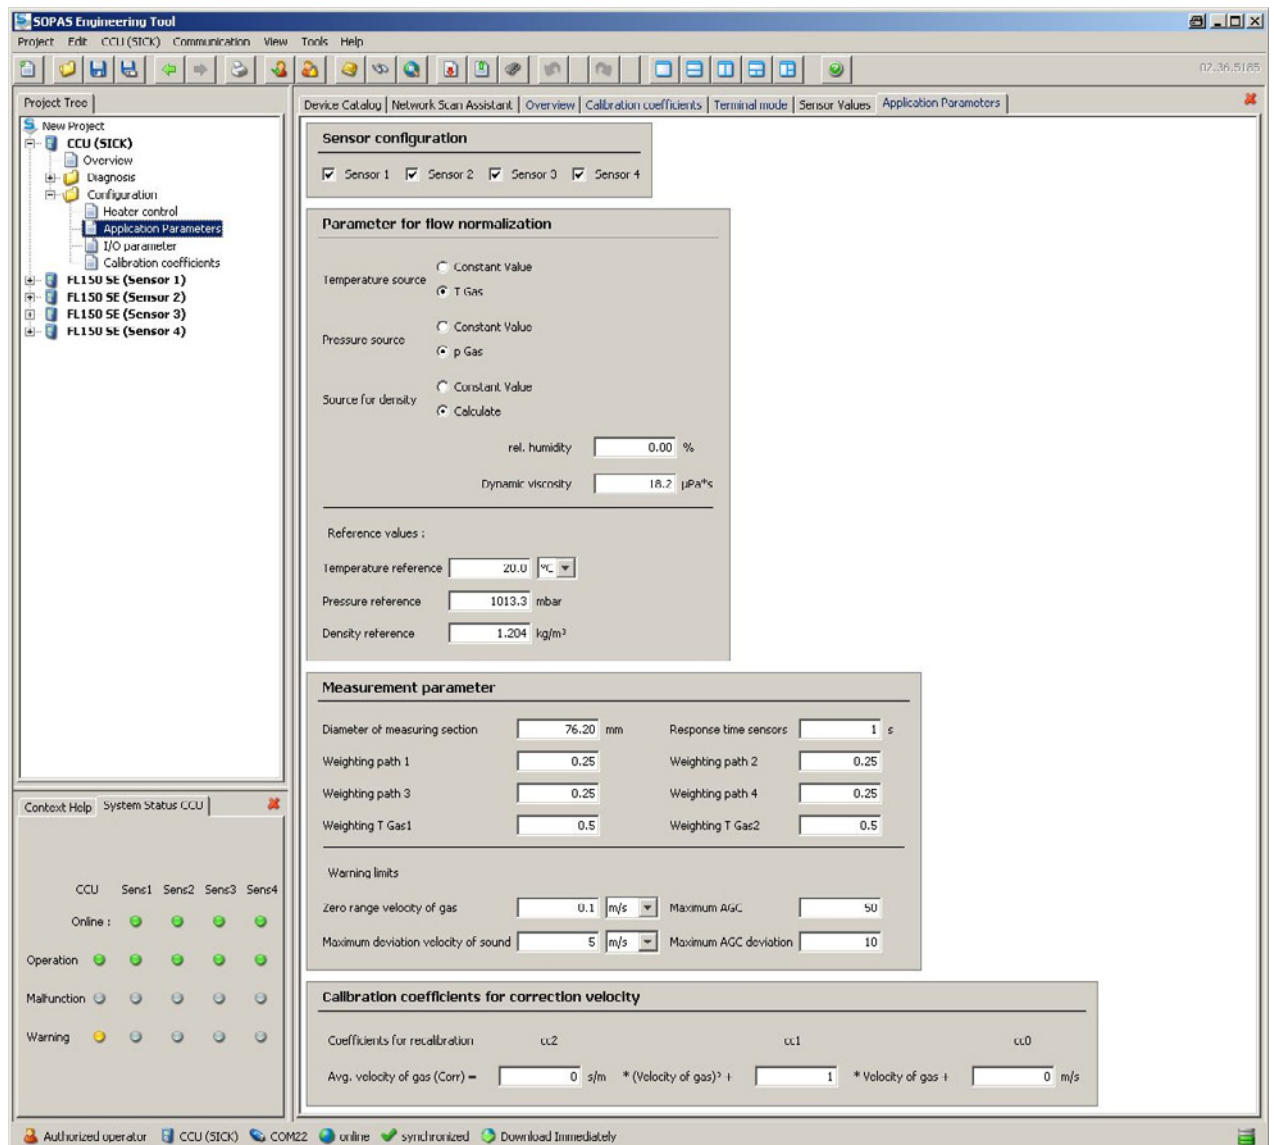 SOPAS Engineering Tool
Project Edit CCU (SICK) Communication View Tools Help
02.36.5185
Project Tree
New Project
CCU (SICK)
Overview
Diagnosis
Configuration
Heater control
Application Parameters
I/O parameter
Calibration coefficients
FL150 SE (Sensor 1)
FL150 SE (Sensor 2)
FL150 SE (Sensor 3)
FL150 SE (Sensor 4)
Context Help System Status CCU
CCU Sens1 Sens2 Sens3 Sens4
Online :
Operation
Malfunction
Warning
Device Catalog Network Scan Assistant Overview Calibration coefficients Terminal mode Sensor Values Application Parameters
Sensor configuration
Sensor 1 Sensor 2 Sensor 3 Sensor 4
Parameter for flow normalization
Temperature source
Constant Value
T Gas
Pressure source
Constant Value
p Gas
Source for density
Constant Value
Calculate
rel. humidity 0.00 %
Dynamic viscosity 18.2 µPa*s
Reference values :
Temperature reference 20.0 °C
Pressure reference 1013.3 mbar
Density reference 1.204 kg/m³
Measurement parameter
Diameter of measuring section 76.20 mm Response time sensors 1 s
Weighting path 1 0.25 Weighting path 2 0.25
Weighting path 3 0.25 Weighting path 4 0.25
Weighting T Gas1 0.5 Weighting T Gas2 0.5
Warning limits
Zero range velocity of gas 0.1 m/s Maximum AGC 50
Maximum deviation velocity of sound 5 m/s Maximum AGC deviation 10
Calibration coefficients for correction velocity
Coefficients for recalibration cc2 cc1 cc0
Avg. velocity of gas (Corr) = 0 s/m * (Velocity of gas)² + 1 * Velocity of gas + 0 m/s
Authorized operator CCU (SICK) COM22 online synchronized Download Immediately